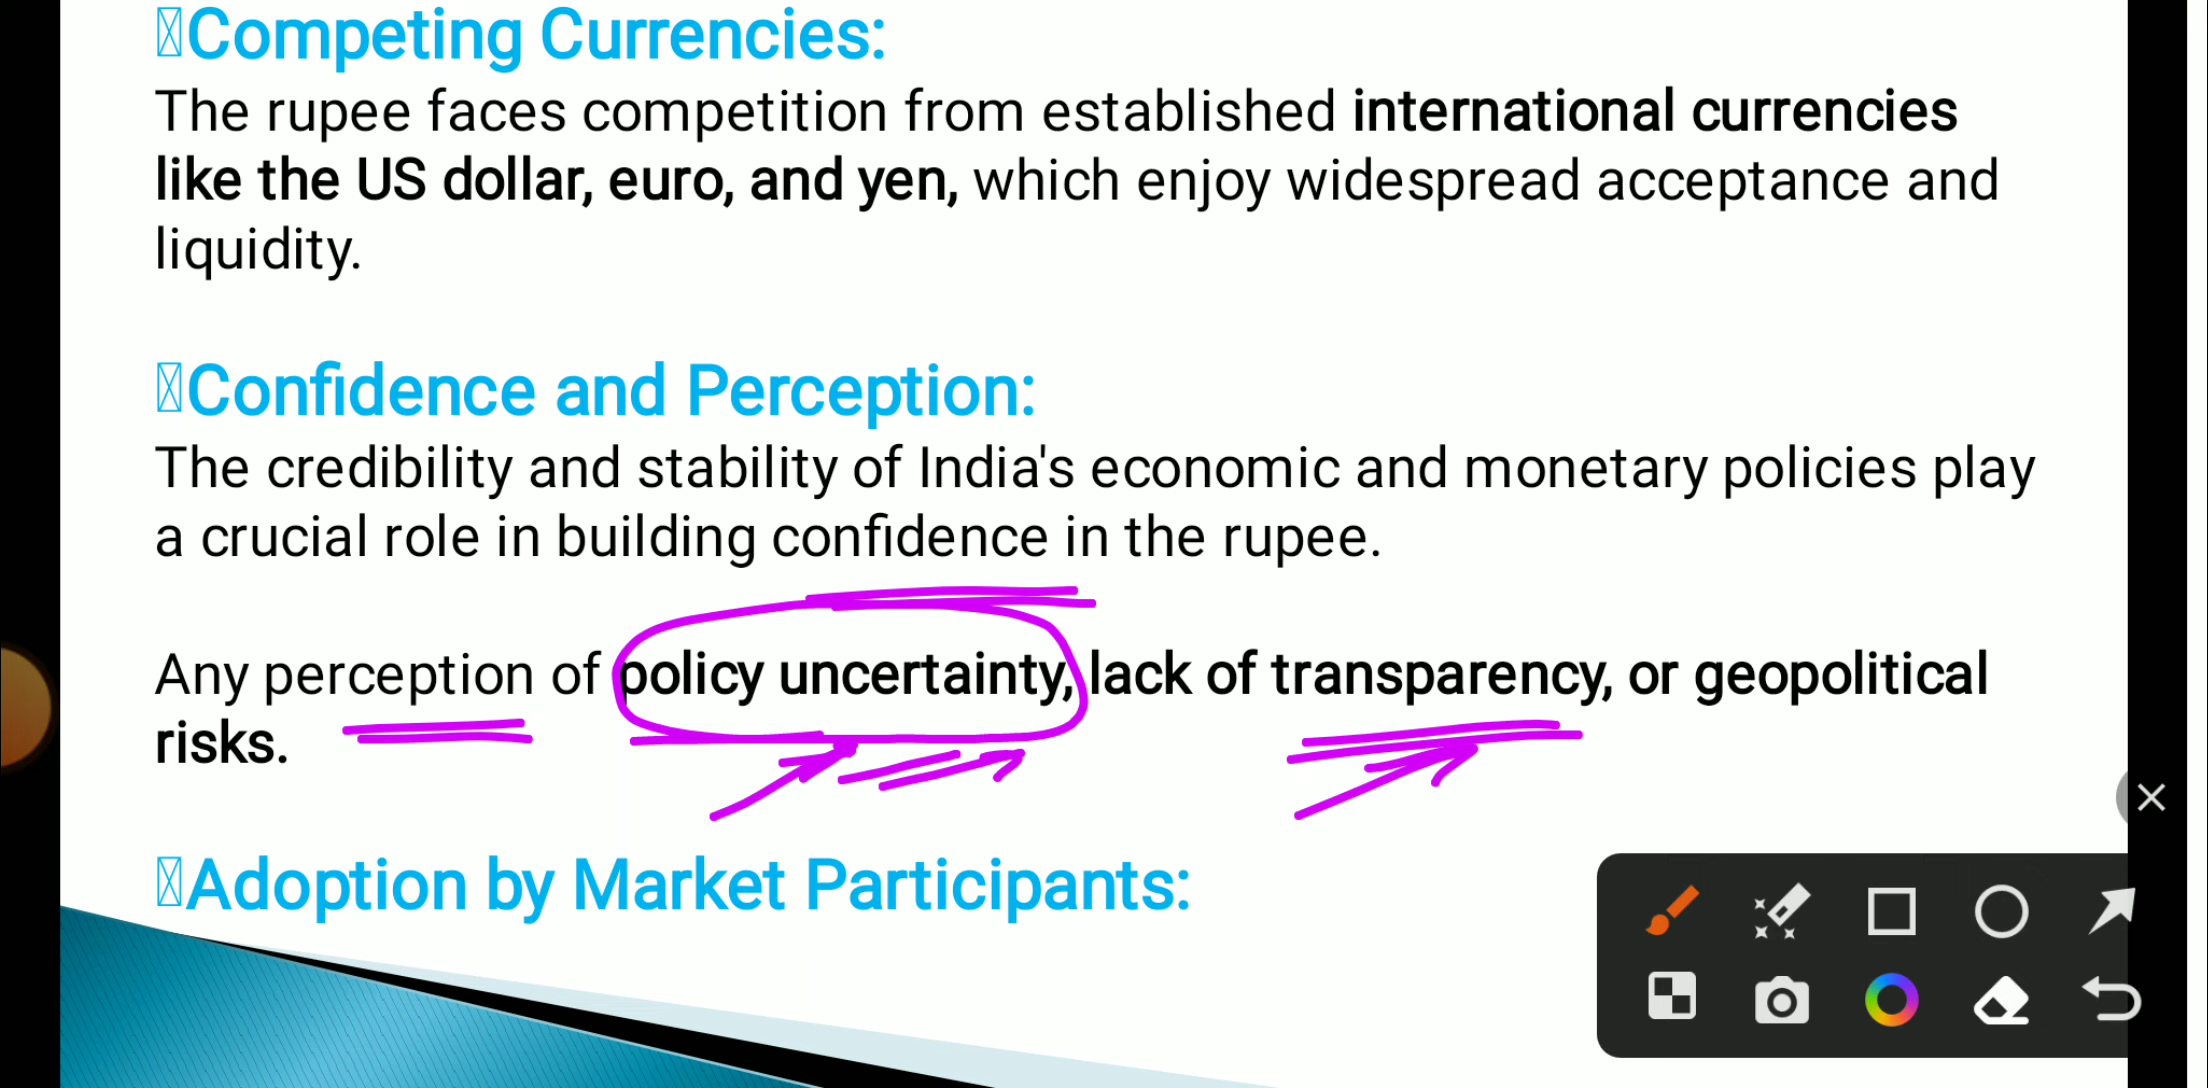 Competing Currencies:
The rupee faces competition from established international currencies
like the US dollar, euro, and yen, which enjoy widespread acceptance and
liquidity.
Confidence and Perception:
The credibility and stability of India's economic and monetary policies play
a crucial role in building confidence in the rupee.
Any perception of policy uncertainty, lack of transparency, or geopolitical
risks.
Adoption by Market Participants: